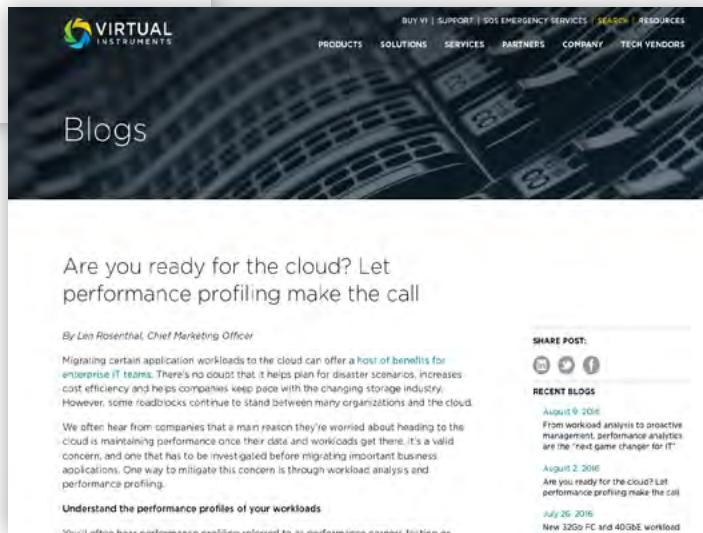 VIRTUAL
INSTRUMENTS
BUY VI | SUPPORT | SOS EMERGENCY SERVICES | SEARCH | RESOURCES
PRODUCTS SOLUTIONS SERVICES PARTNERS COMPANY TECH VENDORS
Blogs
Are you ready for the cloud? Let
performance profiling make the call
By Len Rosenthal, Chief Marketing Officer
Migrating certain application workloads to the cloud can offer a host of benefits for
enterprise IT teams. There's no doubt that it helps plan for disaster scenarios, increases
cost efficiency and helps companies keep pace with the changing storage industry.
However, some roadblocks continue to stand between many organizations and the cloud.
We often hear from companies that a main reason they're worried about heading to the
cloud is maintaining performance once their data and workloads get there. It's a valid
concern, and one that has to be investigated before migrating important business
applications. One way to mitigate this concern is through workload analysis and
performance profiling.
Understand the performance profiles of your workloads
You'll often hear performance profiling referred to as performance
SHARE POST:
RECENT BLOGS
August 9, 2016
From workload analysis to proactive
management, performance analytics
are the "next game changer for IT"
August 2, 2016
Are you ready for the cloud? Let
performance profiling make the call
July 26, 2016
New 32Gb FC and 40GbE workload